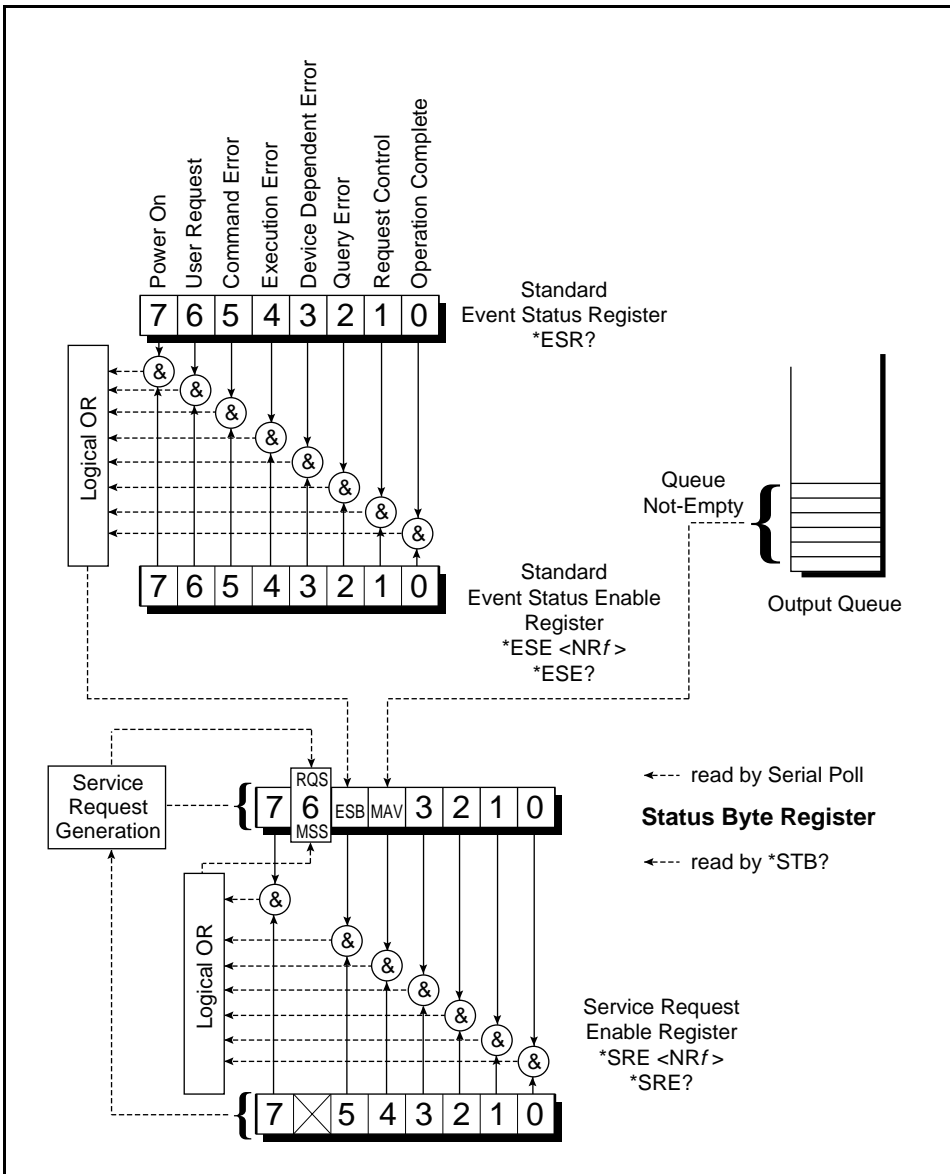 Power On
User Request
Command Error
Execution Error
Device Dependent Error
Query Error
Request Control
Operation Complete
7 6 5 4 3 2 1 0
Standard
Event Status Register
*ESR?
Logical OR
&
&
&
&
&
&
&
&
7 6 5 4 3 2 1 0
Standard
Event Status Enable
Register
*ESE <NRf>
*ESE?
Queue
Not-Empty
Output Queue
Service
Request
Generation
RQS
7 6 ESB MAV 3 2 1 0
MSS
read by Serial Poll
Status Byte Register
read by *STB?
Logical OR
&
&
&
&
&
&
&
Service Request
Enable Register
*SRE <NRf>
*SRE?
7 5 4 3 2 1 0